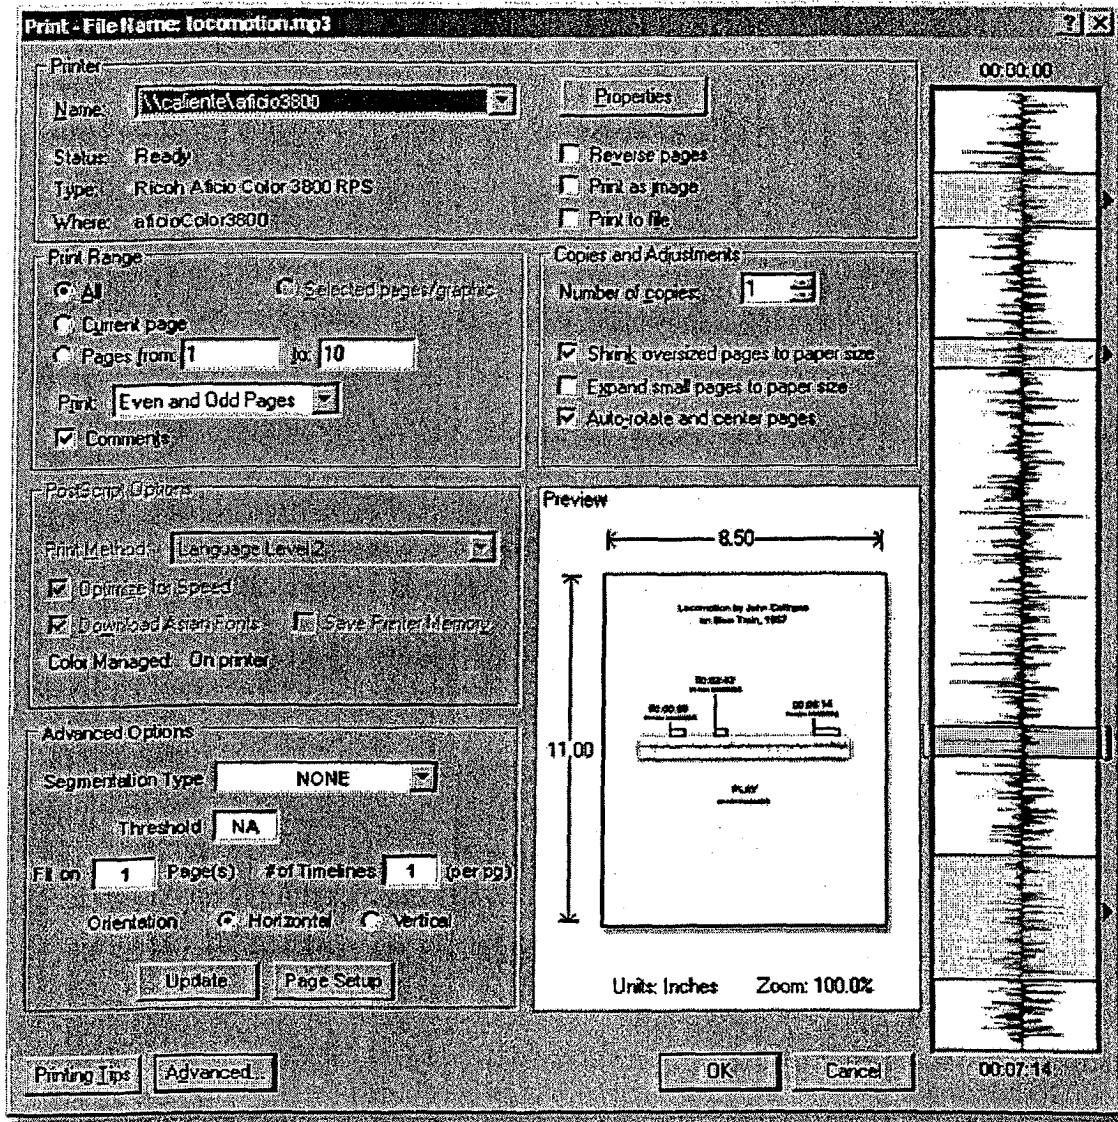 Print - File Name: locomotion.mp3
Printer
Name: \\caliente\aficio3800
Properties
Status: Ready
Type: Ricoh Aficio Color 3800 RPS
Where: aficioColor3800
Reverse pages
Print as image
Print to file
Print Range
All
Selected pages/graphic
Current page
Pages from: 1 to: 10
Print: Even and Odd Pages
Comments
Copies and Adjustments
Number of copies: 1
Shrink oversized pages to paper size
Expand small pages to paper size
Auto-rotate and center pages
PostScript Options
Print Method: Language Level 2
Optimize for Speed
Download Asian Fonts Save Printer Memory
Color Managed: On printer
Advanced Options
Segmentation Type NONE
Threshold NA
Fit on 1 Page(s) # of Timelines 1 (per pg)
Orientation Horizontal Vertical
Update Page Setup
Preview
8.50
11.00
Locomotion by John Coltrane
on Blue Train, 1957
PLAY
Units: Inches Zoom: 100.0%
00:00:00
00:07:14
Printing Tips Advanced... OK Cancel